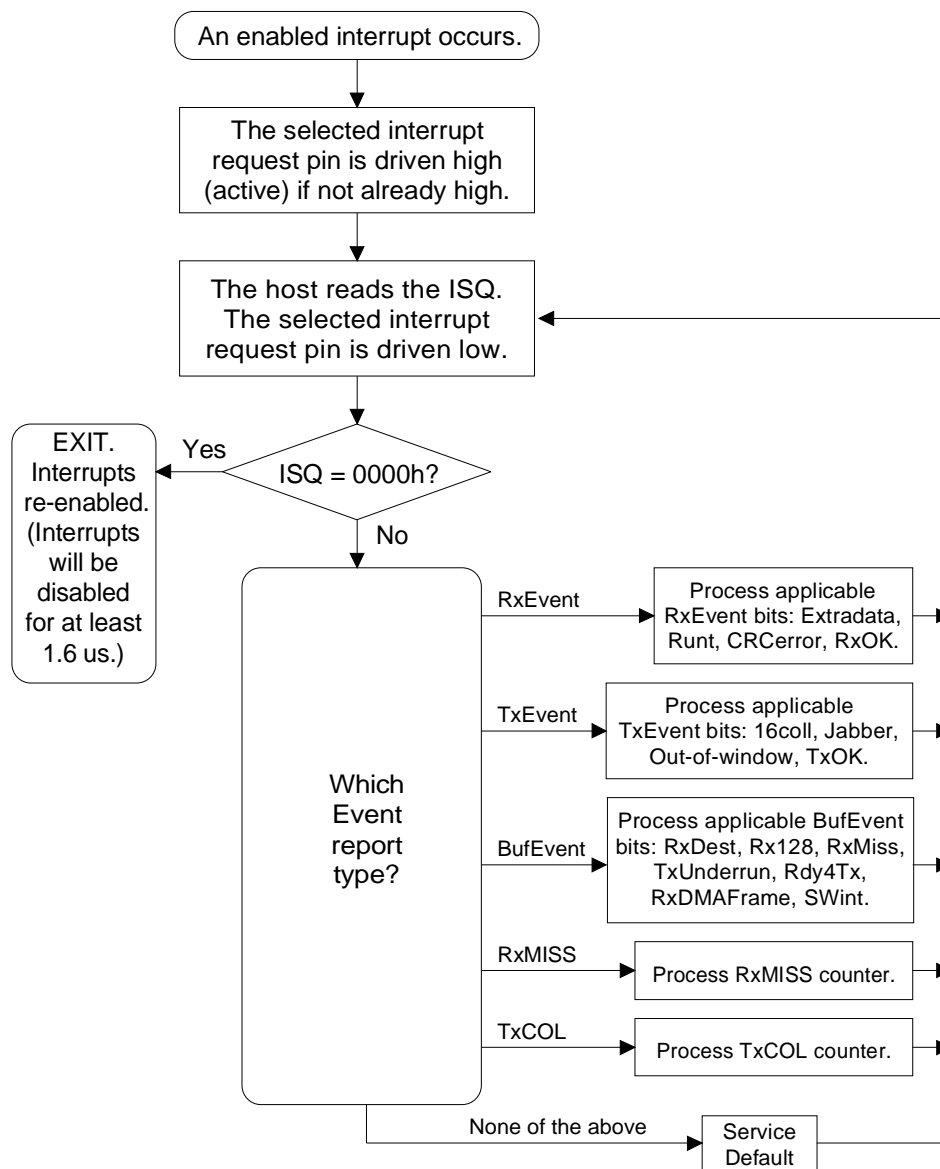 An enabled interrupt occurs.
The selected interrupt
request pin is driven high
(active) if not already high.
The host reads the ISQ.
The selected interrupt
request pin is driven low.
EXIT.
Interrupts
re-enabled.
(Interrupts
will be
disabled
for at least
1.6 us.)
Yes
ISQ = 0000h?
No
Which
Event
report
type?
RxEvent
Process applicable
RxEvent bits: Extradata,
Runt, CRCerror, RxOK.
TxEvent
Process applicable
TxEvent bits: 16coll, Jabber,
Out-of-window, TxOK.
BufEvent
Process applicable BufEvent
bits: RxDest, Rx128, RxMiss,
TxUnderrun, Rdy4Tx,
RxDMAFrame, SWint.
RxMISS
Process RxMISS counter.
TxCOL
Process TxCOL counter.
None of the above
Service
Default